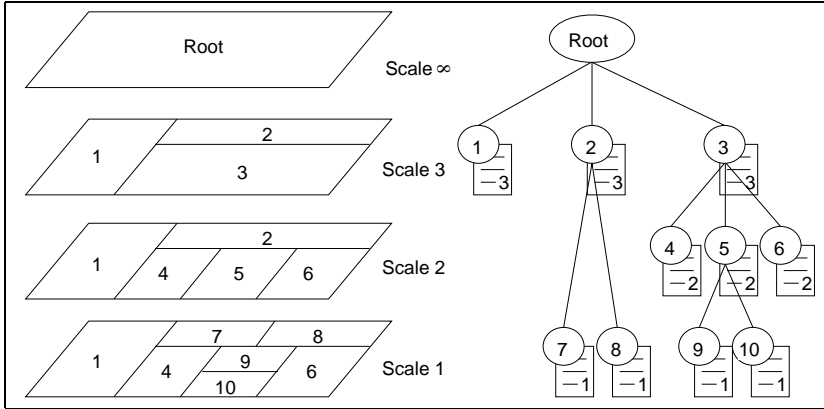 Root
Scale ∞
1
2
3
Scale 3
1
2
4 5 6
Scale 2
1
7 8
4
9
10
6
Scale 1
Root
1 2 3
3 3 3
4 5 6
2 2 2
7 8 9 10
1 1 1 1